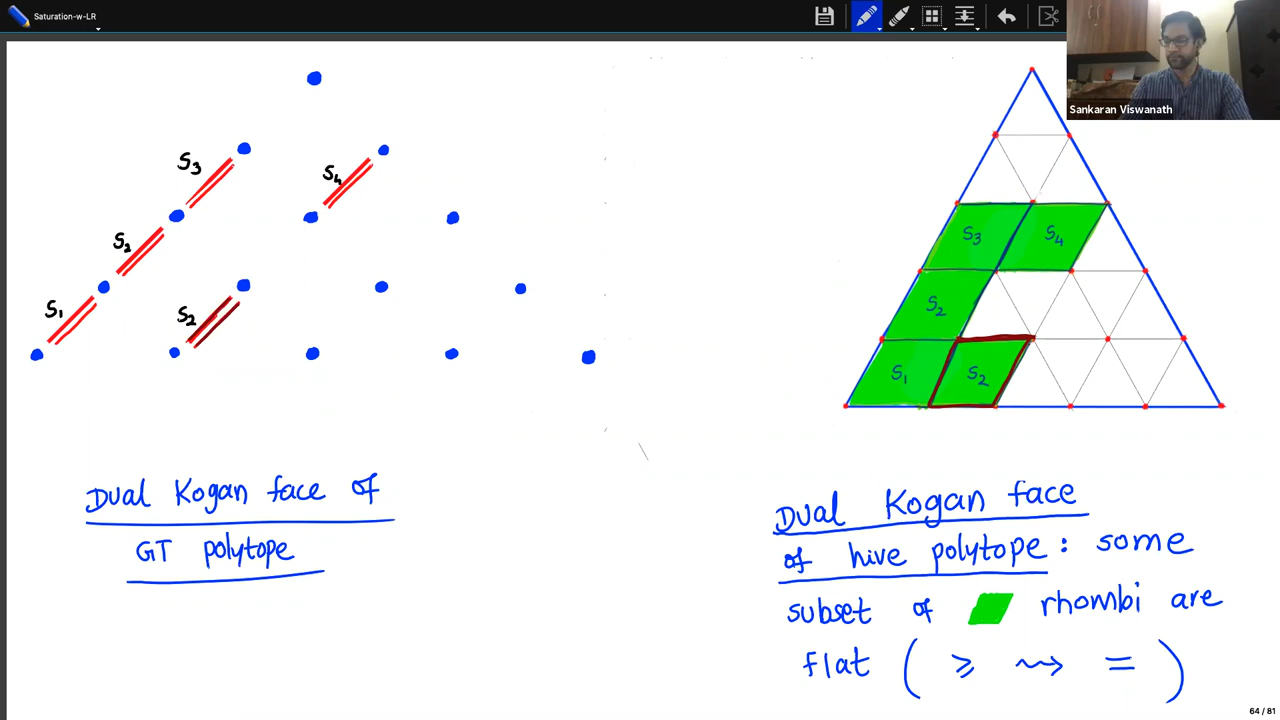 Saturation-w-LR
Sankaran Viswanath
S3
S4
S2
S1
S2
S3
S4
S2
S1
S2
Dual Kogan face of
GT polytope
Dual Kogan face
of hive polytope : some
subset of rhombi are
flat ( ≥ ⇝ = )
64 / 81